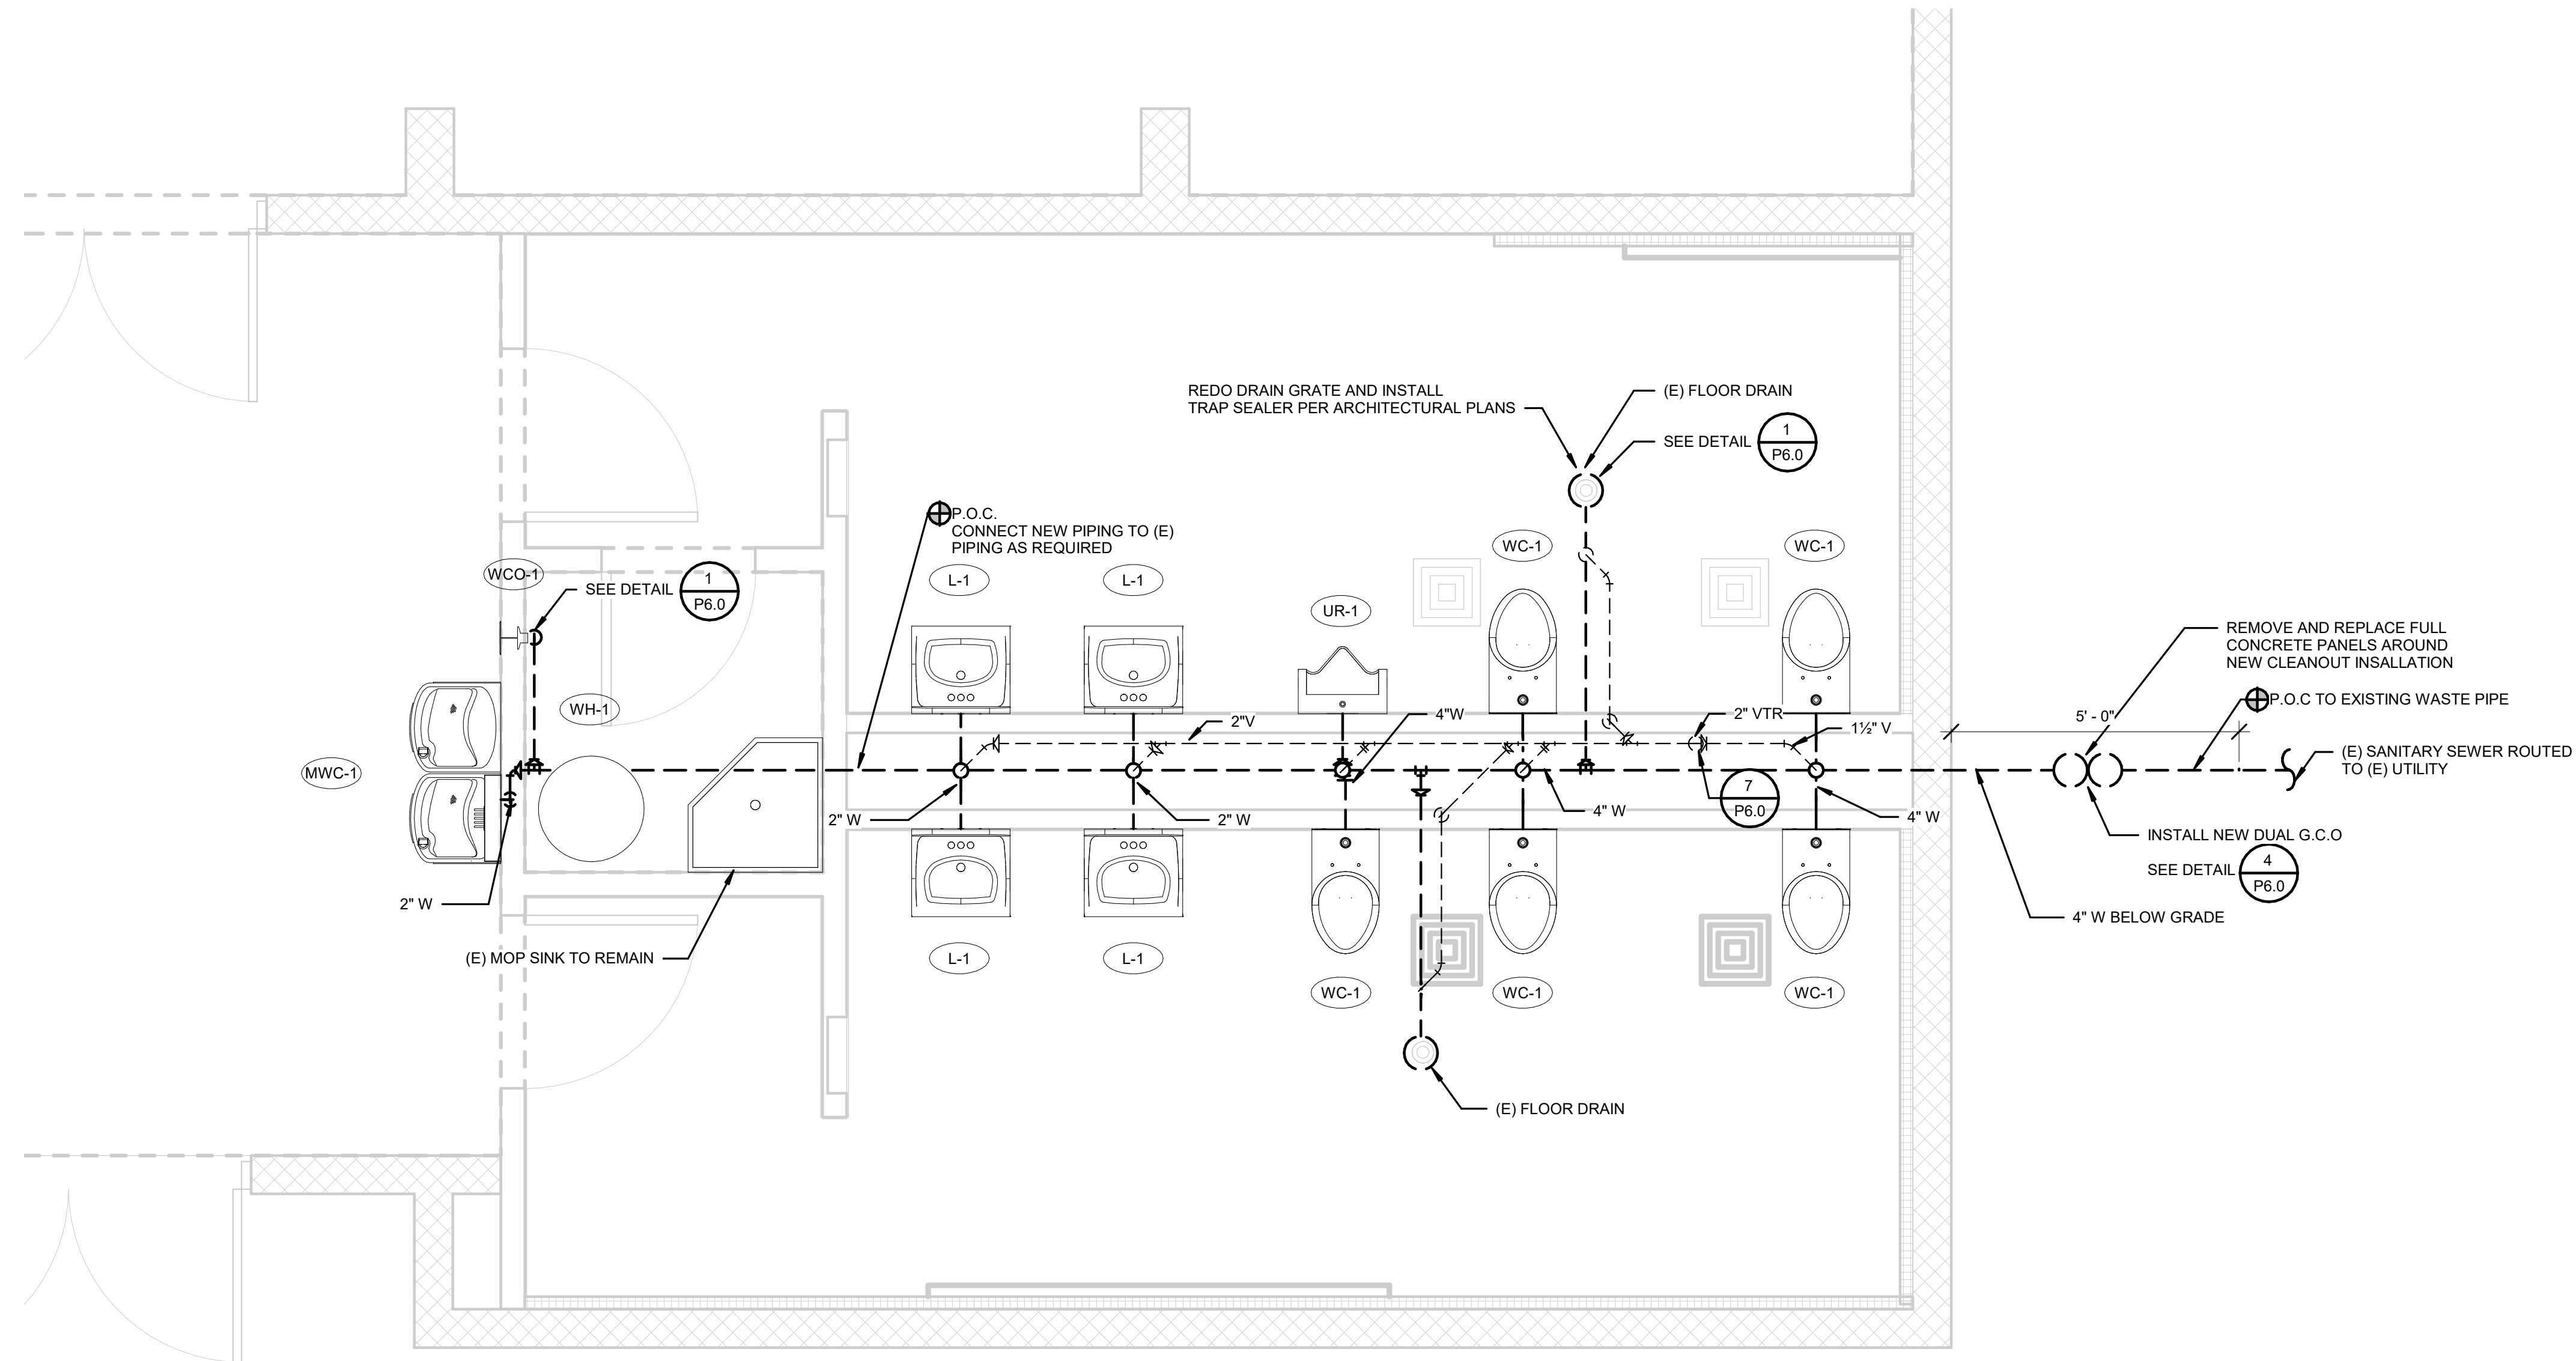 REDO DRAIN GRATE AND INSTALL
TRAP SEALER PER ARCHITECTURAL PLANS
(E) FLOOR DRAIN
SEE DETAIL
1
P6.0
P.O.C.
CONNECT NEW PIPING TO (E)
PIPING AS REQUIRED
WCO-1
SEE DETAIL
1
P6.0
L-1
L-1
UR-1
WC-1
WC-1
REMOVE AND REPLACE FULL
CONCRETE PANELS AROUND
NEW CLEANOUT INSALLATION
P.O.C TO EXISTING WASTE PIPE
5' - 0"
(E) SANITARY SEWER ROUTED
TO (E) UTILITY
WH-1
MWC-1
2"V
4"W
2" VTR
1½" V
2" W
2" W
4" W
7
P6.0
4" W
INSTALL NEW DUAL G.C.O
SEE DETAIL
4
P6.0
4" W BELOW GRADE
2" W
(E) MOP SINK TO REMAIN
L-1
L-1
WC-1
WC-1
WC-1
(E) FLOOR DRAIN